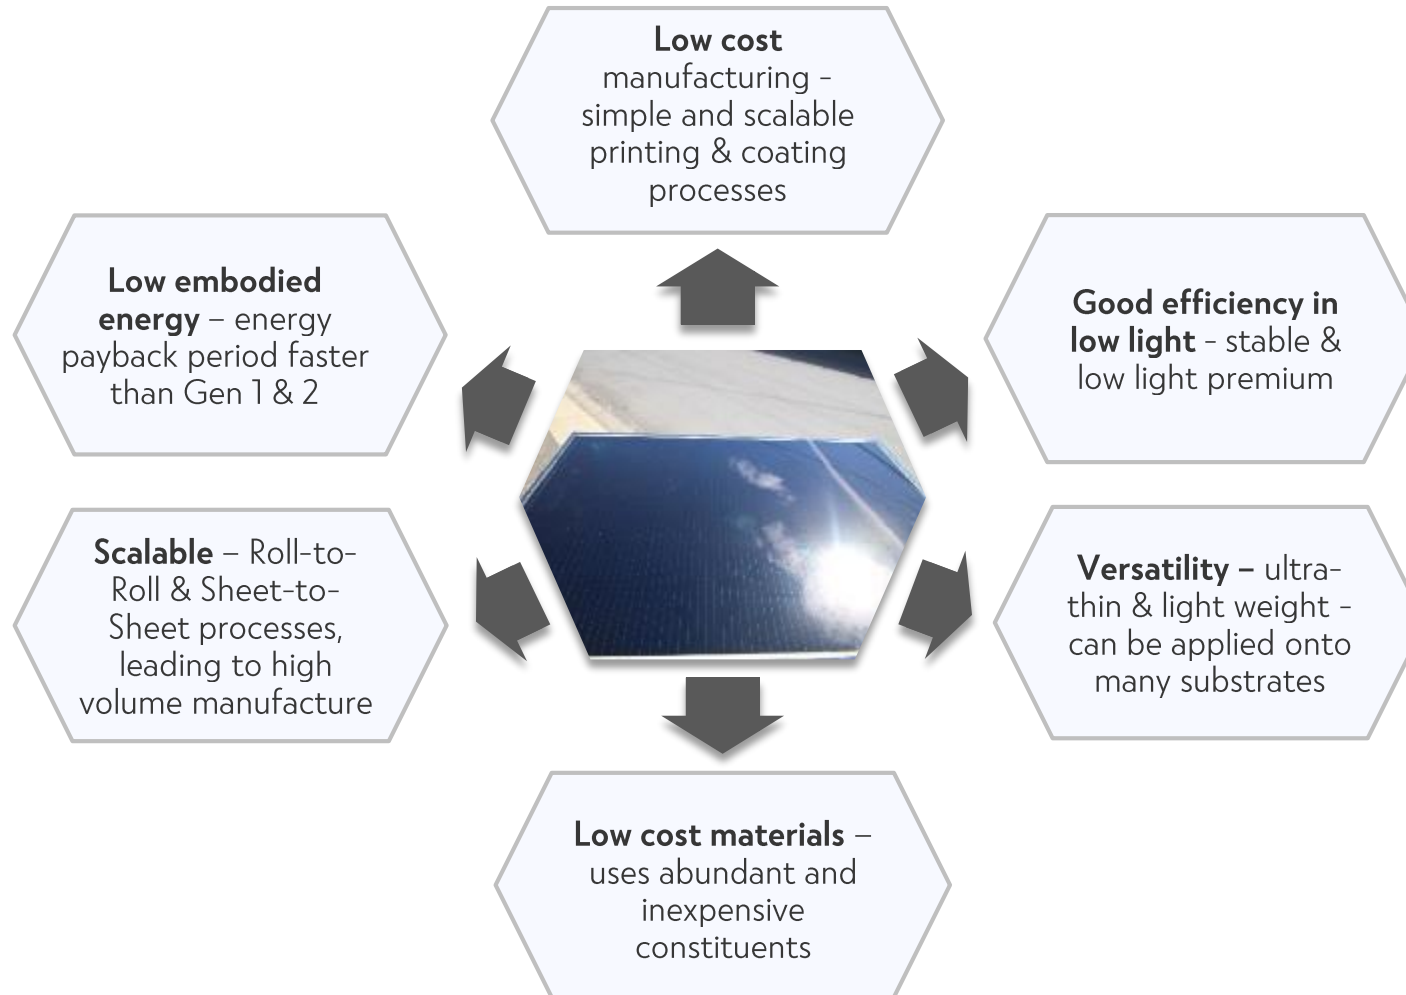 Low cost
manufacturing -
simple and scalable
printing & coating
processes
Low embodied
energy – energy
payback period faster
than Gen 1 & 2
Good efficiency in
low light - stable &
low light premium
Scalable – Roll-to-
Roll & Sheet-to-
Sheet processes,
leading to high
volume manufacture
Versatility – ultra-
thin & light weight -
can be applied onto
many substrates
Low cost materials –
uses abundant and
inexpensive
constituents